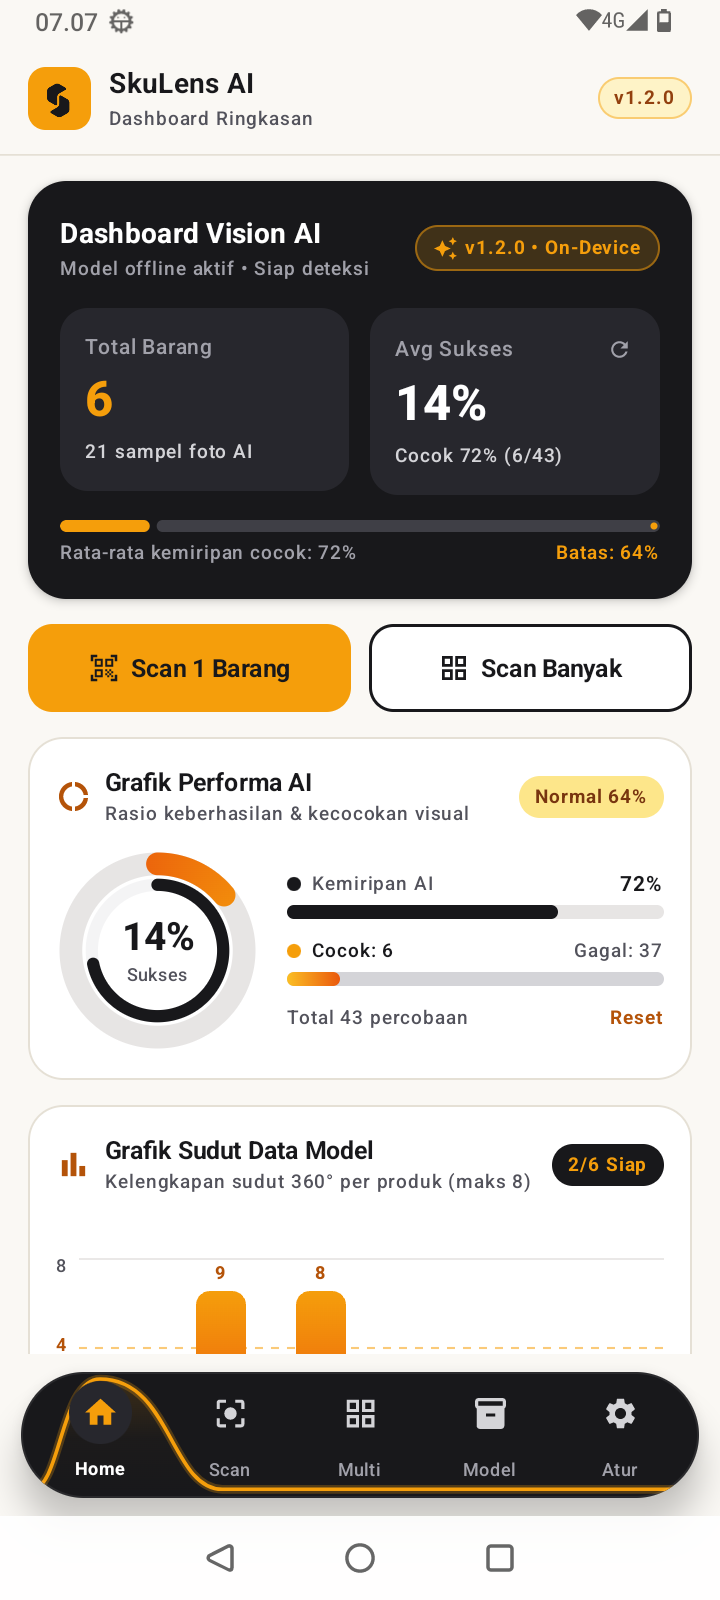 07.07
4G
SkuLens AI
Dashboard Ringkasan
v1.2.0
Dashboard Vision AI
Model offline aktif • Siap deteksi
v1.2.0 • On-Device
Total Barang
6
21 sampel foto AI
Avg Sukses
14%
Cocok 72% (6/43)
Rata-rata kemiripan cocok: 72%
Batas: 64%
Scan 1 Barang
Scan Banyak
Grafik Performa AI
Rasio keberhasilan & kecocokan visual
Normal 64%
14%
Sukses
Kemiripan AI
72%
Cocok: 6
Gagal: 37
Total 43 percobaan
Reset
Grafik Sudut Data Model
Kelengkapan sudut 360° per produk (maks 8)
2/6 Siap
8
9
8
4
Home
Scan
Multi
Model
Atur